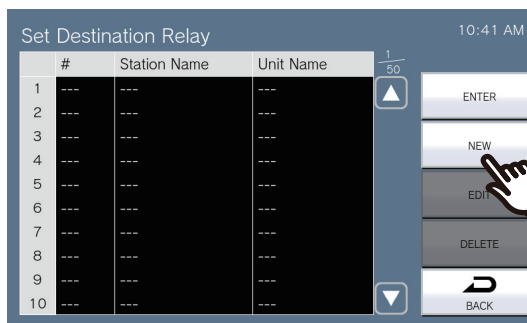 Set Destination Relay 10:41 AM
# Station Name Unit Name 1/50
1 --- --- ---
2 --- --- ---
3 --- --- ---
4 --- --- ---
5 --- --- ---
6 --- --- ---
7 --- --- ---
8 --- --- ---
9 --- --- ---
10 --- --- ---
ENTER
NEW
EDIT
DELETE
BACK